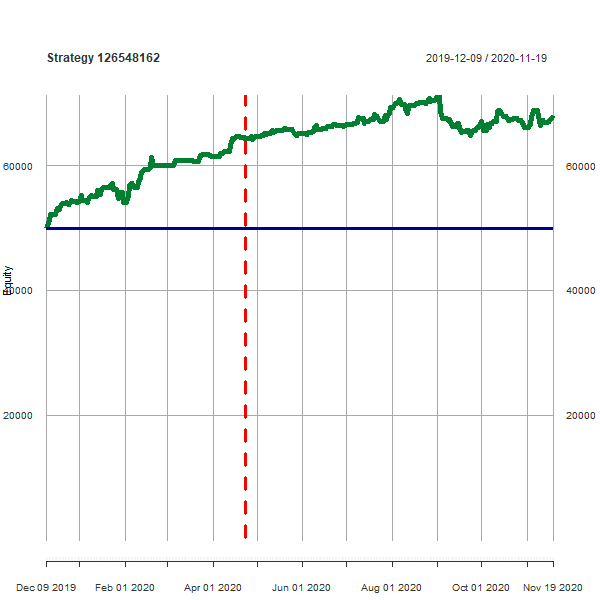 Strategy 126548162
2019-12-09 / 2020-11-19
60000
60000
Equity
40000
40000
20000
20000
Dec 09 2019
Feb 01 2020
Apr 01 2020
Jun 01 2020
Aug 01 2020
Oct 01 2020
Nov 19 2020